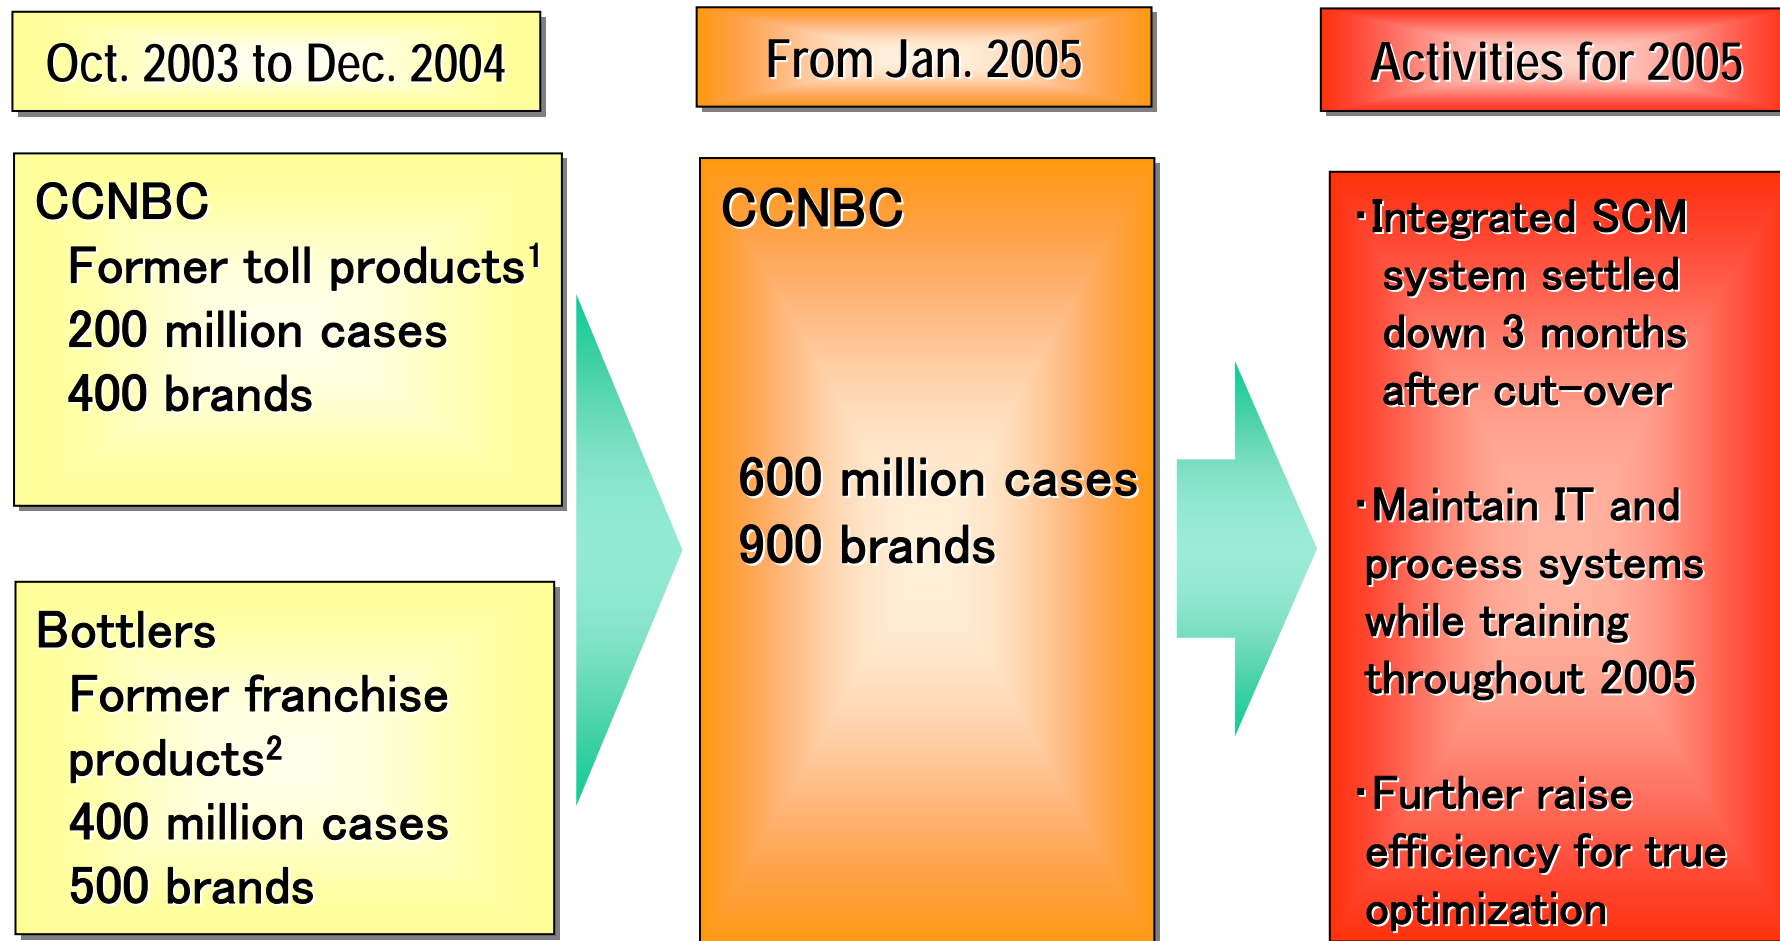 Oct. 2003 to Dec. 2004
CCNBC
Former toll products¹
200 million cases
400 brands
Bottlers
Former franchise
products²
400 million cases
500 brands
From Jan. 2005
CCNBC
600 million cases
900 brands
Activities for 2005
・Integrated SCM
system settled
down 3 months
after cut-over
・Maintain IT and
process systems
while training
throughout 2005
・Further raise
efficiency for true
optimization